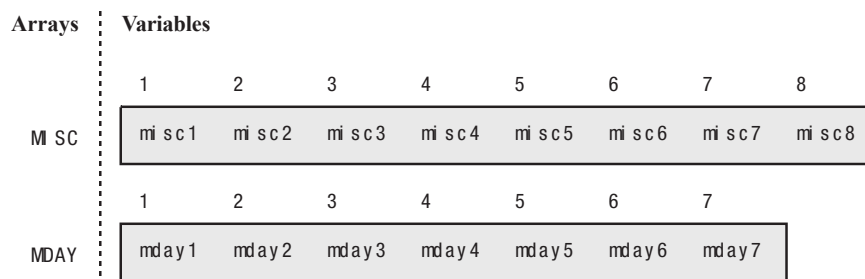 Arrays Variables
1 2 3 4 5 6 7 8
MISC misc1 misc2 misc3 misc4 misc5 misc6 misc7 misc8
1 2 3 4 5 6 7
MDAY mday1 mday2 mday3 mday4 mday5 mday6 mday7